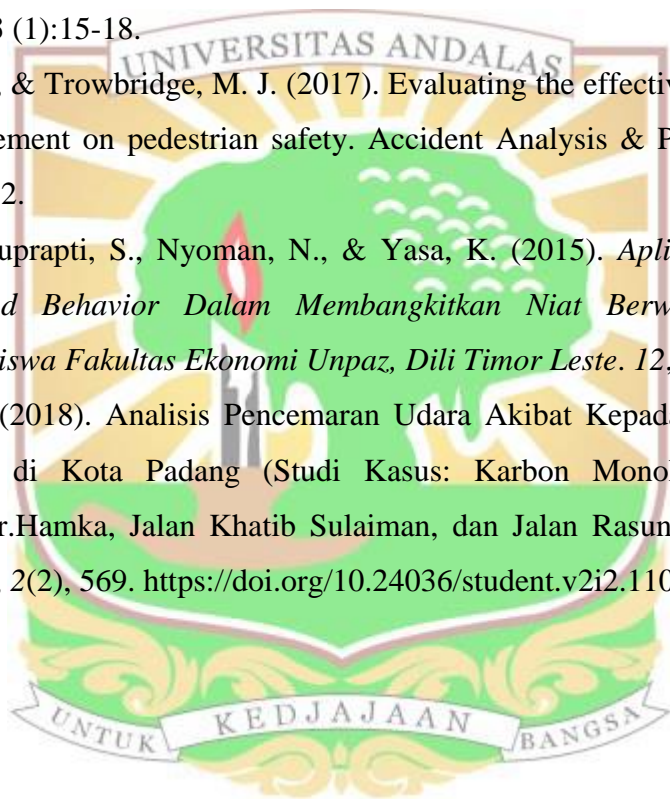 3 (1):15-18.
UNIVERSITAS ANDALAS
, & Trowbridge, M. J. (2017). Evaluating the effectiv
ement on pedestrian safety. Accident Analysis & P
2.
uprapti, S., Nyoman, N., & Yasa, K. (2015). Apli
d Behavior Dalam Membangkitkan Niat Berw
iswa Fakultas Ekonomi Unpaz, Dili Timor Leste. 12,
(2018). Analisis Pencemaran Udara Akibat Kepada
di Kota Padang (Studi Kasus: Karbon Monol
r.Hamka, Jalan Khatib Sulaiman, dan Jalan Rasun
, 2(2), 569. https://doi.org/10.24036/student.v2i2.110
UNTUK KEDJAJAAN BANGSA